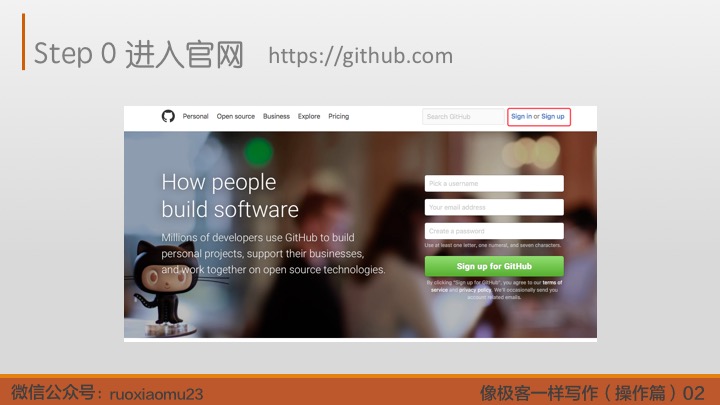 Step 0 进入官网 https://github.com
Personal Open source Business Explore Pricing Search GitHub Sign in or Sign up
How people
build software
Millions of developers use GitHub to build
personal projects, support their businesses,
and work together on open source technologies.
Pick a username
Your email address
Create a password
Use at least one letter, one numeral, and seven characters.
Sign up for GitHub
By clicking "Sign up for GitHub", you agree to our terms of
service and privacy policy. We'll occasionally send you
account related emails.
微信公众号：ruoxiaomu23
像极客一样写作（操作篇）02